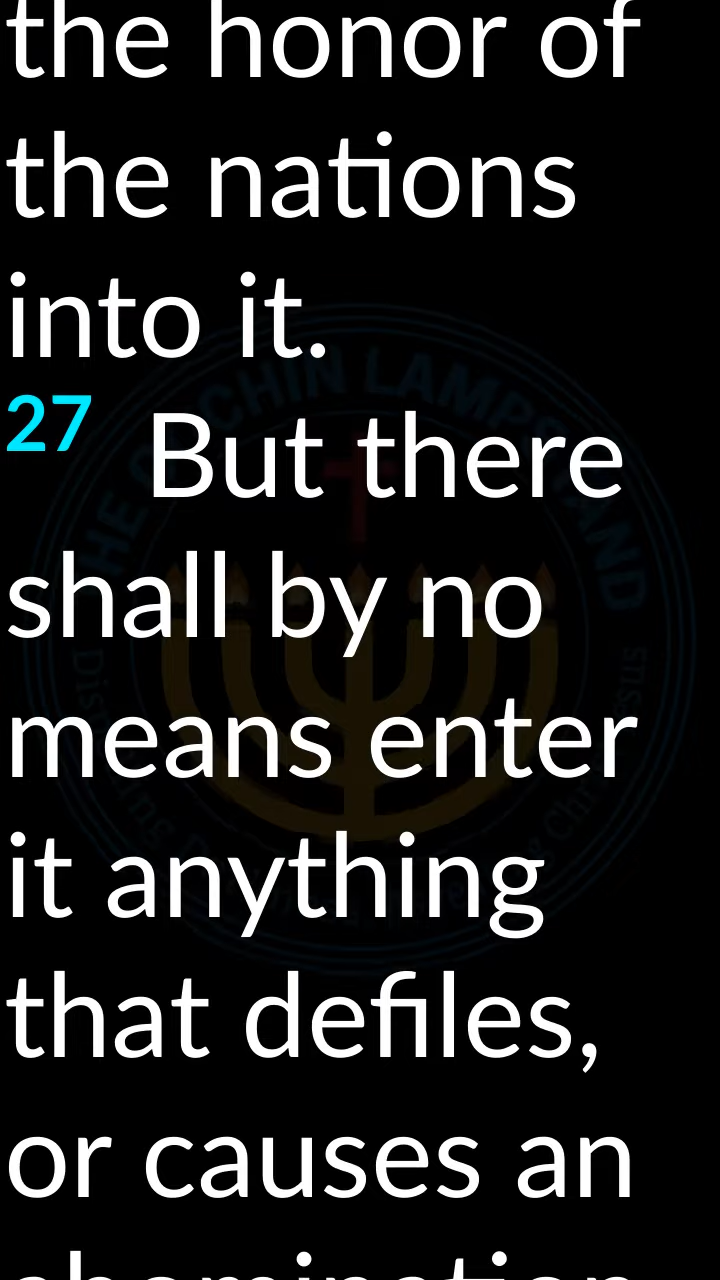 the honor of
the nations
into it.
27 But there
shall by no
means enter
it anything
that defiles,
or causes an
abomination